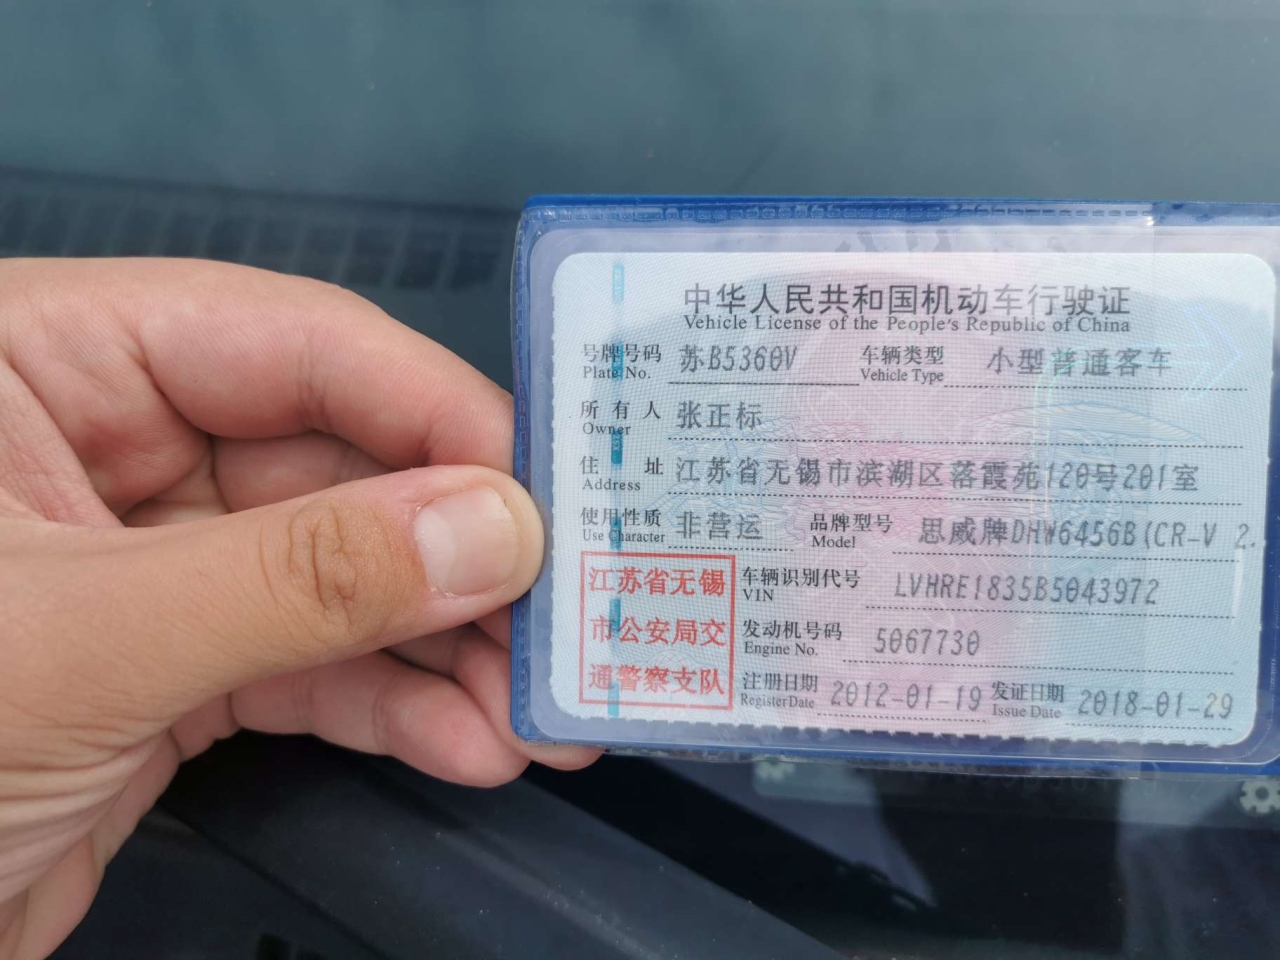 中华人民共和国机动车行驶证
Vehicle License of the People's Republic of China
号牌号码 苏B5360V 车辆类型 小型普通客车
Plate No. Vehicle Type
所有人 张正标
Owner
住址 江苏省无锡市滨湖区落霞苑120号201室
Address
使用性质 非营运 品牌型号 思威牌DHW6456B(CR-V 2.
Use Character Model
江苏省无锡
市公安局交
通警察支队
车辆识别代号 LVHRE1835B5043972
VIN
发动机号码 5067730
Engine No.
注册日期 2012-01-19 发证日期 2018-01-29
Register Date Issue Date